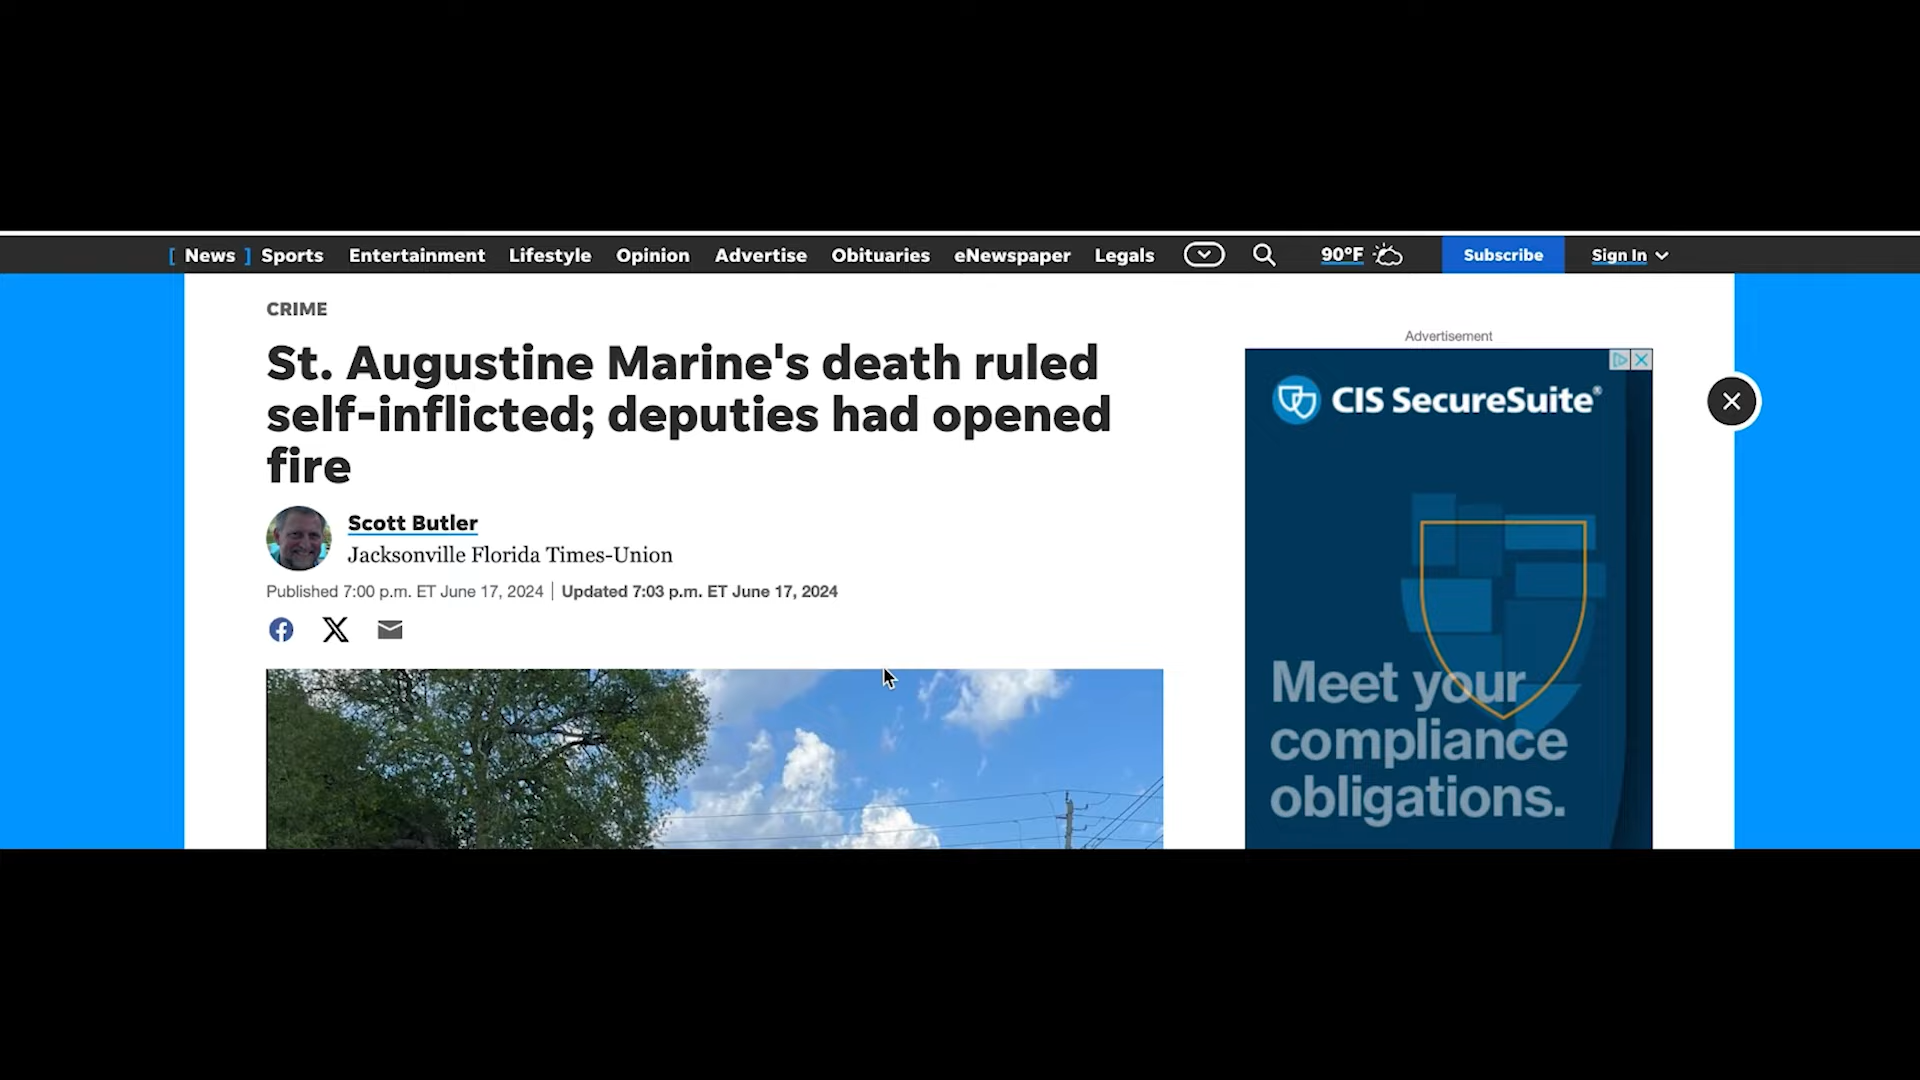 [ News ] Sports Entertainment Lifestyle Opinion Advertise Obituaries eNewspaper Legals 90°F Subscribe Sign In
CRIME
St. Augustine Marine's death ruled
self-inflicted; deputies had opened
fire
Scott Butler
Jacksonville Florida Times-Union
Published 7:00 p.m. ET June 17, 2024 | Updated 7:03 p.m. ET June 17, 2024
Advertisement
CIS SecureSuite®
Meet your
compliance
obligations.